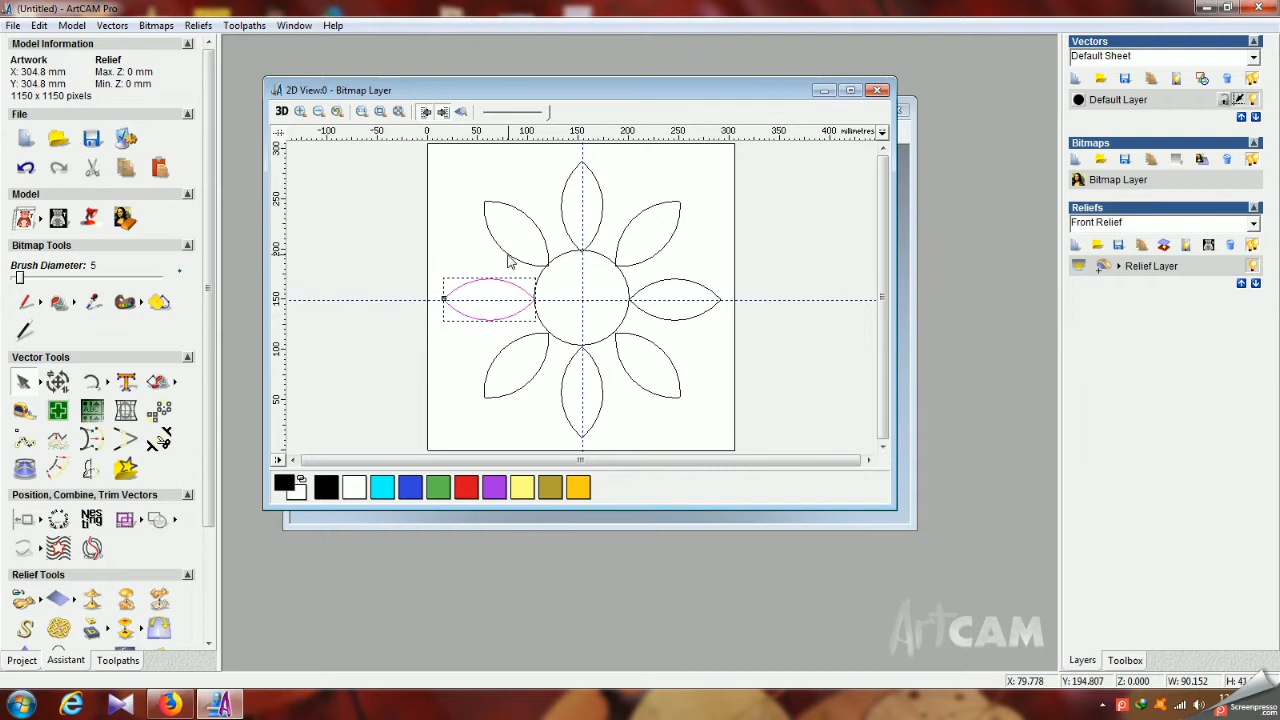 (Untitled) - ArtCAM Pro
File Edit Model Vectors Bitmaps Reliefs Toolpaths Window Help
Model Information
Artwork Relief
X: 304.8 mm Max. Z: 0 mm
Y: 304.8 mm Min. Z: 0 mm
1150 x 1150 pixels
File
Model
Bitmap Tools
Brush Diameter: 5
Vector Tools
Position, Combine, Trim Vectors
Relief Tools
Project Assistant Toolpaths
2D View:0 - Bitmap Layer
3D
-100 -50 0 50 100 150 200 250 300 350 400 millimetres
300
250
200
150
100
50
ArtCAM
Vectors
Default Sheet
Default Layer
Bitmaps
Bitmap Layer
Reliefs
Front Relief
Relief Layer
Layers Toolbox
X: 79.778 Y: 194.807 Z: 0.000 W: 90.152
Screenpresso
.com